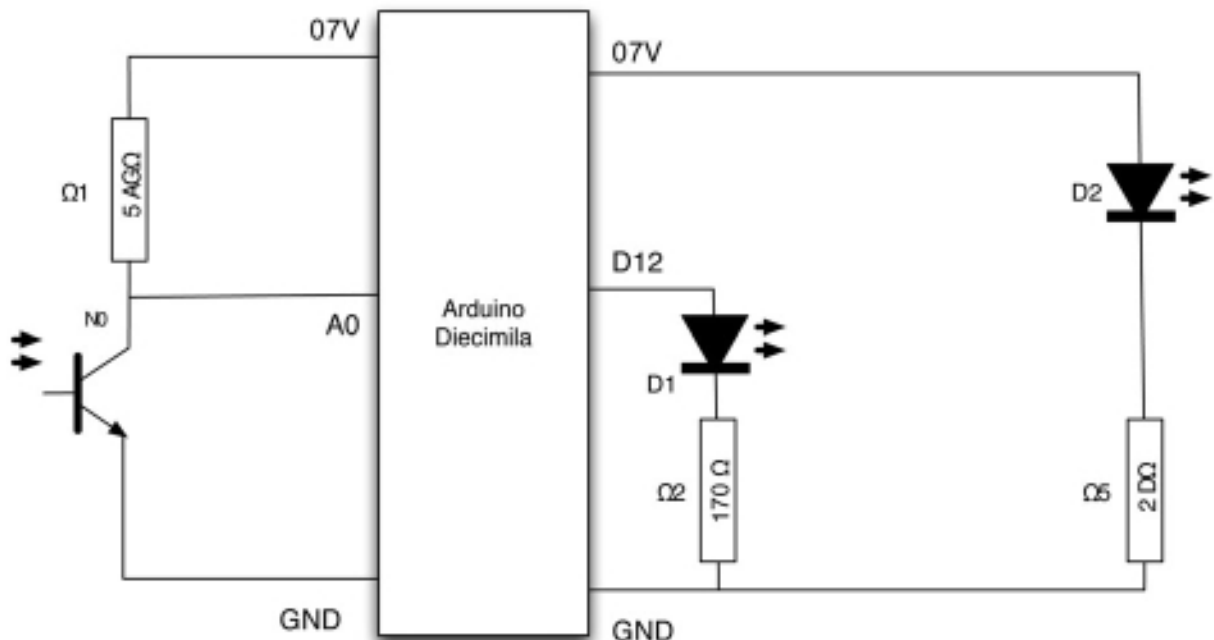 07V
07V
Ω1
5 AGΩ
D2
D12
N0
A0
Arduino
Diecimila
D1
Ω2
170 Ω
Ω5
2 DΩ
GND
GND